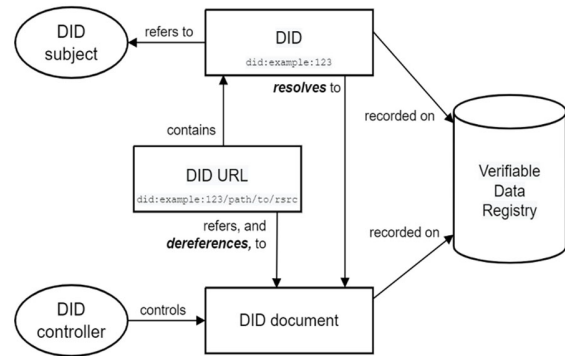 DID
subject
refers to
DID
did:example:123
resolves to
recorded on
contains
DID URL
did:example:123/path/to/rsrc
Verifiable
Data
Registry
refers, and
dereferences, to
recorded on
DID
controller
controls
DID document